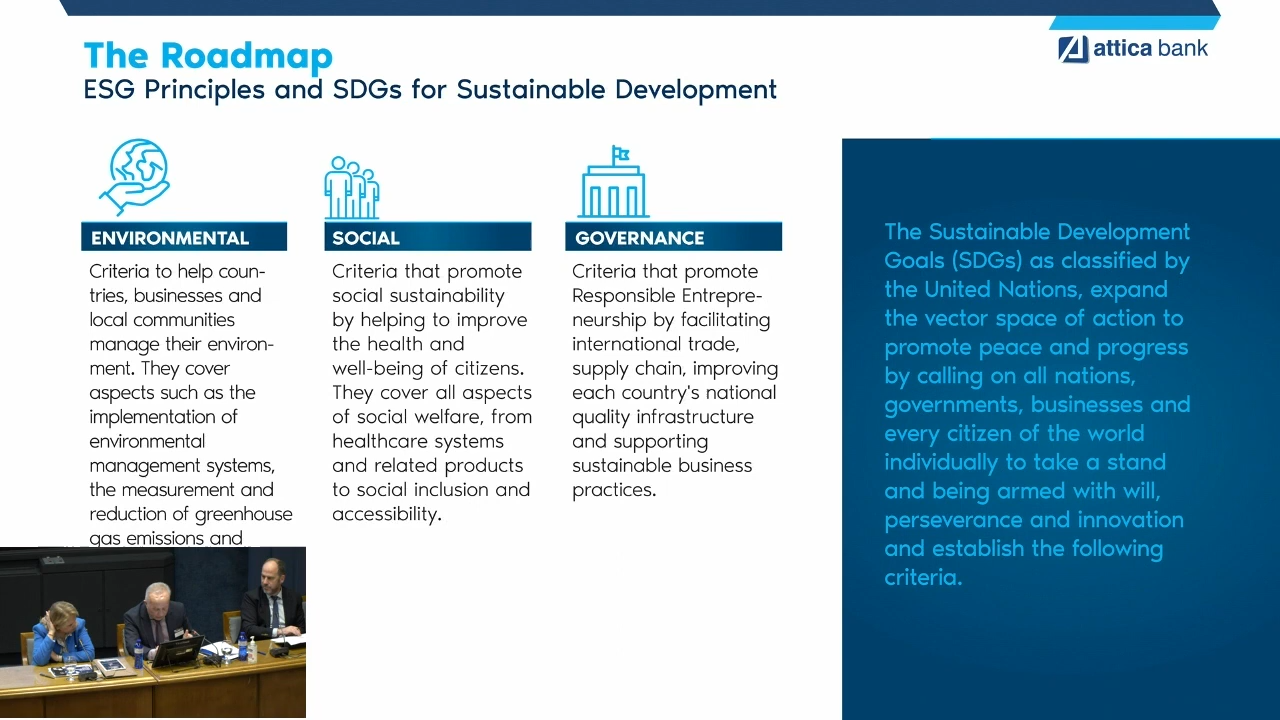 The Roadmap
ESG Principles and SDGs for Sustainable Development
attica bank
ENVIRONMENTAL
Criteria to help coun-
tries, businesses and
local communities
manage their environ-
ment. They cover
aspects such as the
implementation of
environmental
management systems,
the measurement and
reduction of greenhouse
gas emissions and
SOCIAL
Criteria that promote
social sustainability
by helping to improve
the health and
well-being of citizens.
They cover all aspects
of social welfare, from
healthcare systems
and related products
to social inclusion and
accessibility.
GOVERNANCE
Criteria that promote
Responsible Entrepre-
neurship by facilitating
international trade,
supply chain, improving
each country's national
quality infrastructure
and supporting
sustainable business
practices.
The Sustainable Development
Goals (SDGs) as classified by
the United Nations, expand
the vector space of action to
promote peace and progress
by calling on all nations,
governments, businesses and
every citizen of the world
individually to take a stand
and being armed with will,
perseverance and innovation
and establish the following
criteria.